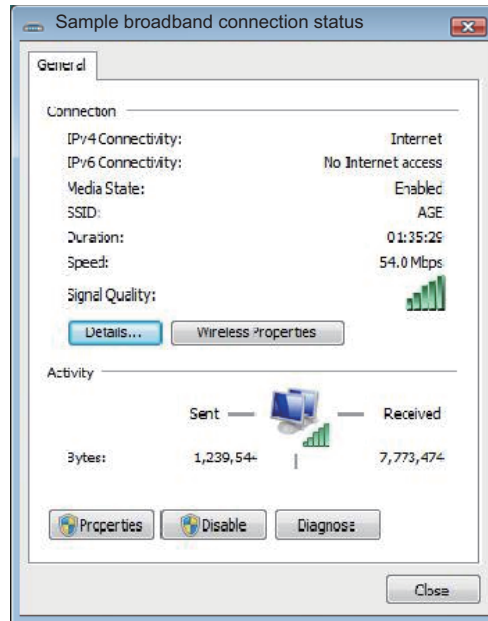 Sample broadband connection status
General
Connection
IPv4 Connectivity: Internet
IPv6 Connectivity: No Internet access
Media State: Enabled
SSID: AGE
Duration: 01:35:29
Speed: 54.0 Mbps
Signal Quality:
Details... Wireless Properties
Activity
Sent Received
Bytes: 1,239,544 7,773,474
Properties Disable Diagnose
Close